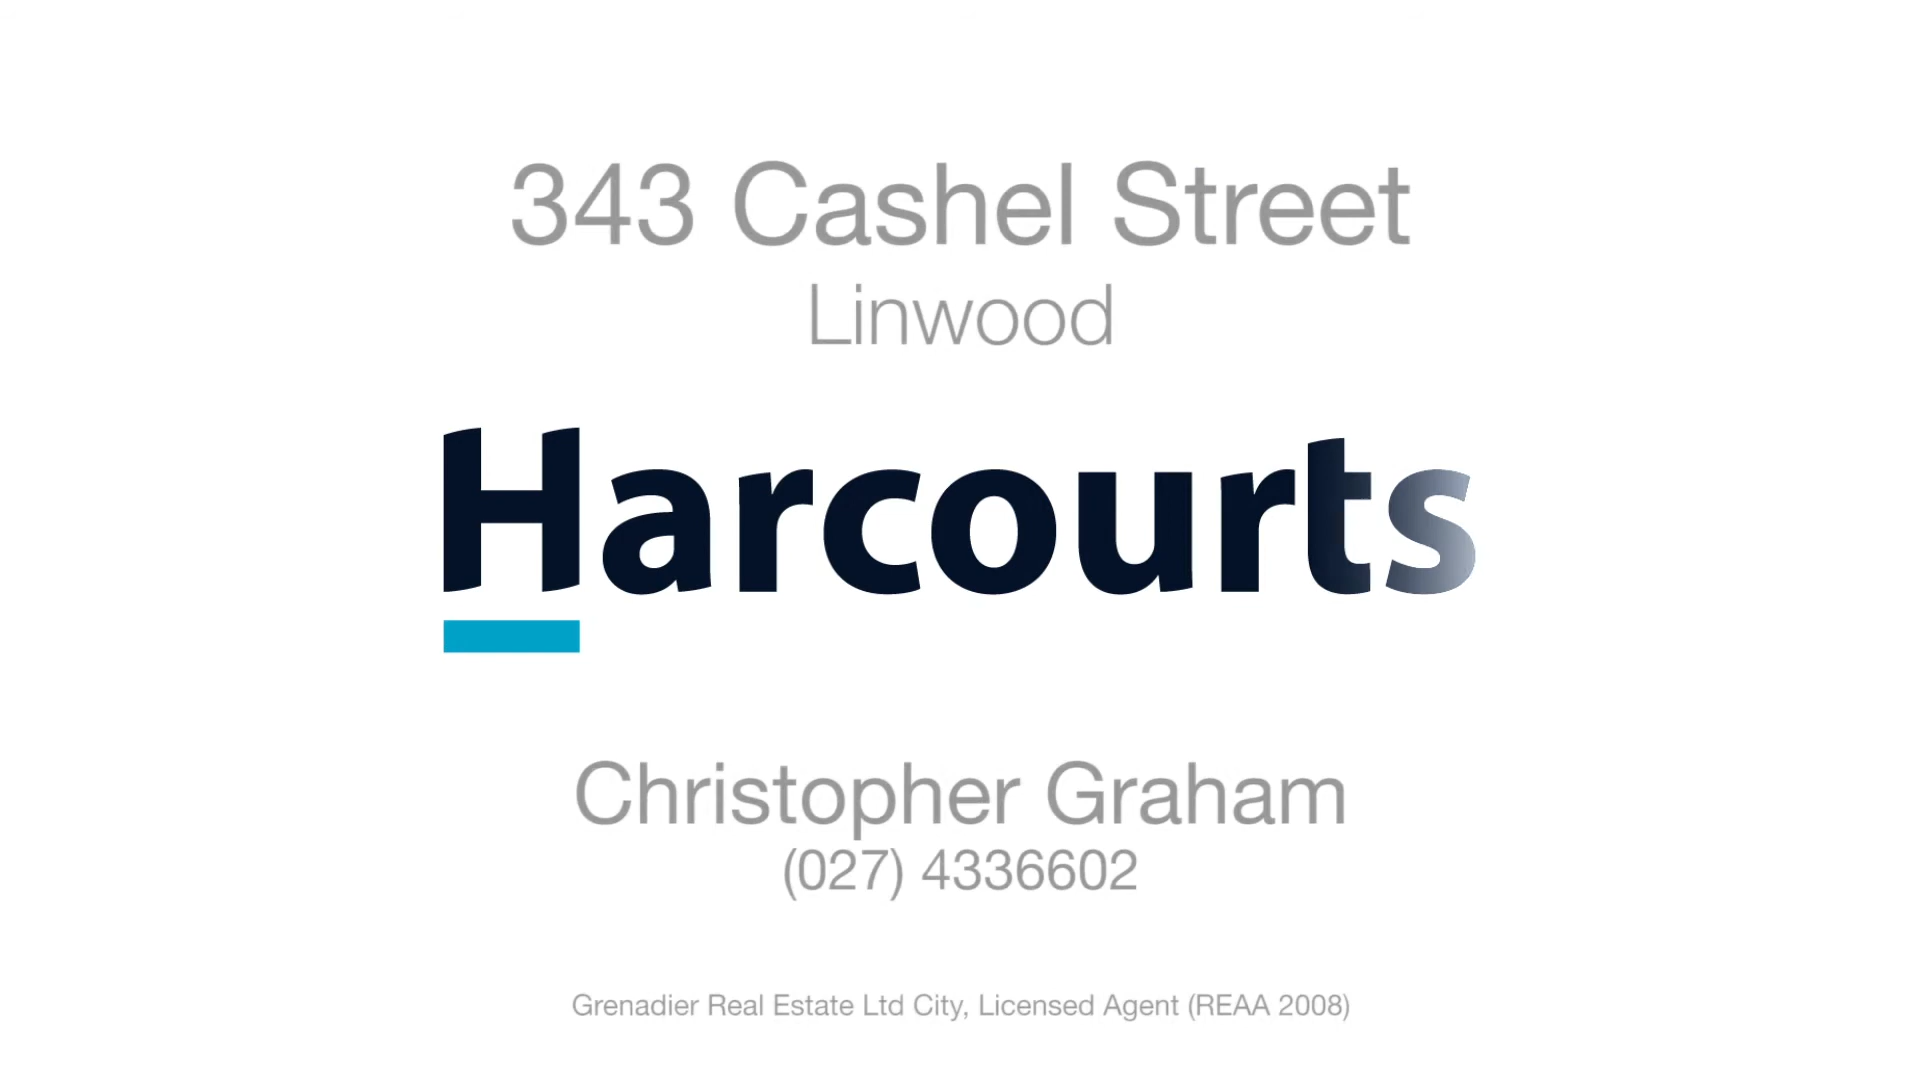 343 Cashel Street
Linwood
Harcourts
Christopher Graham
(027) 4336602
Grenadier Real Estate Ltd City, Licensed Agent (REAA 2008)